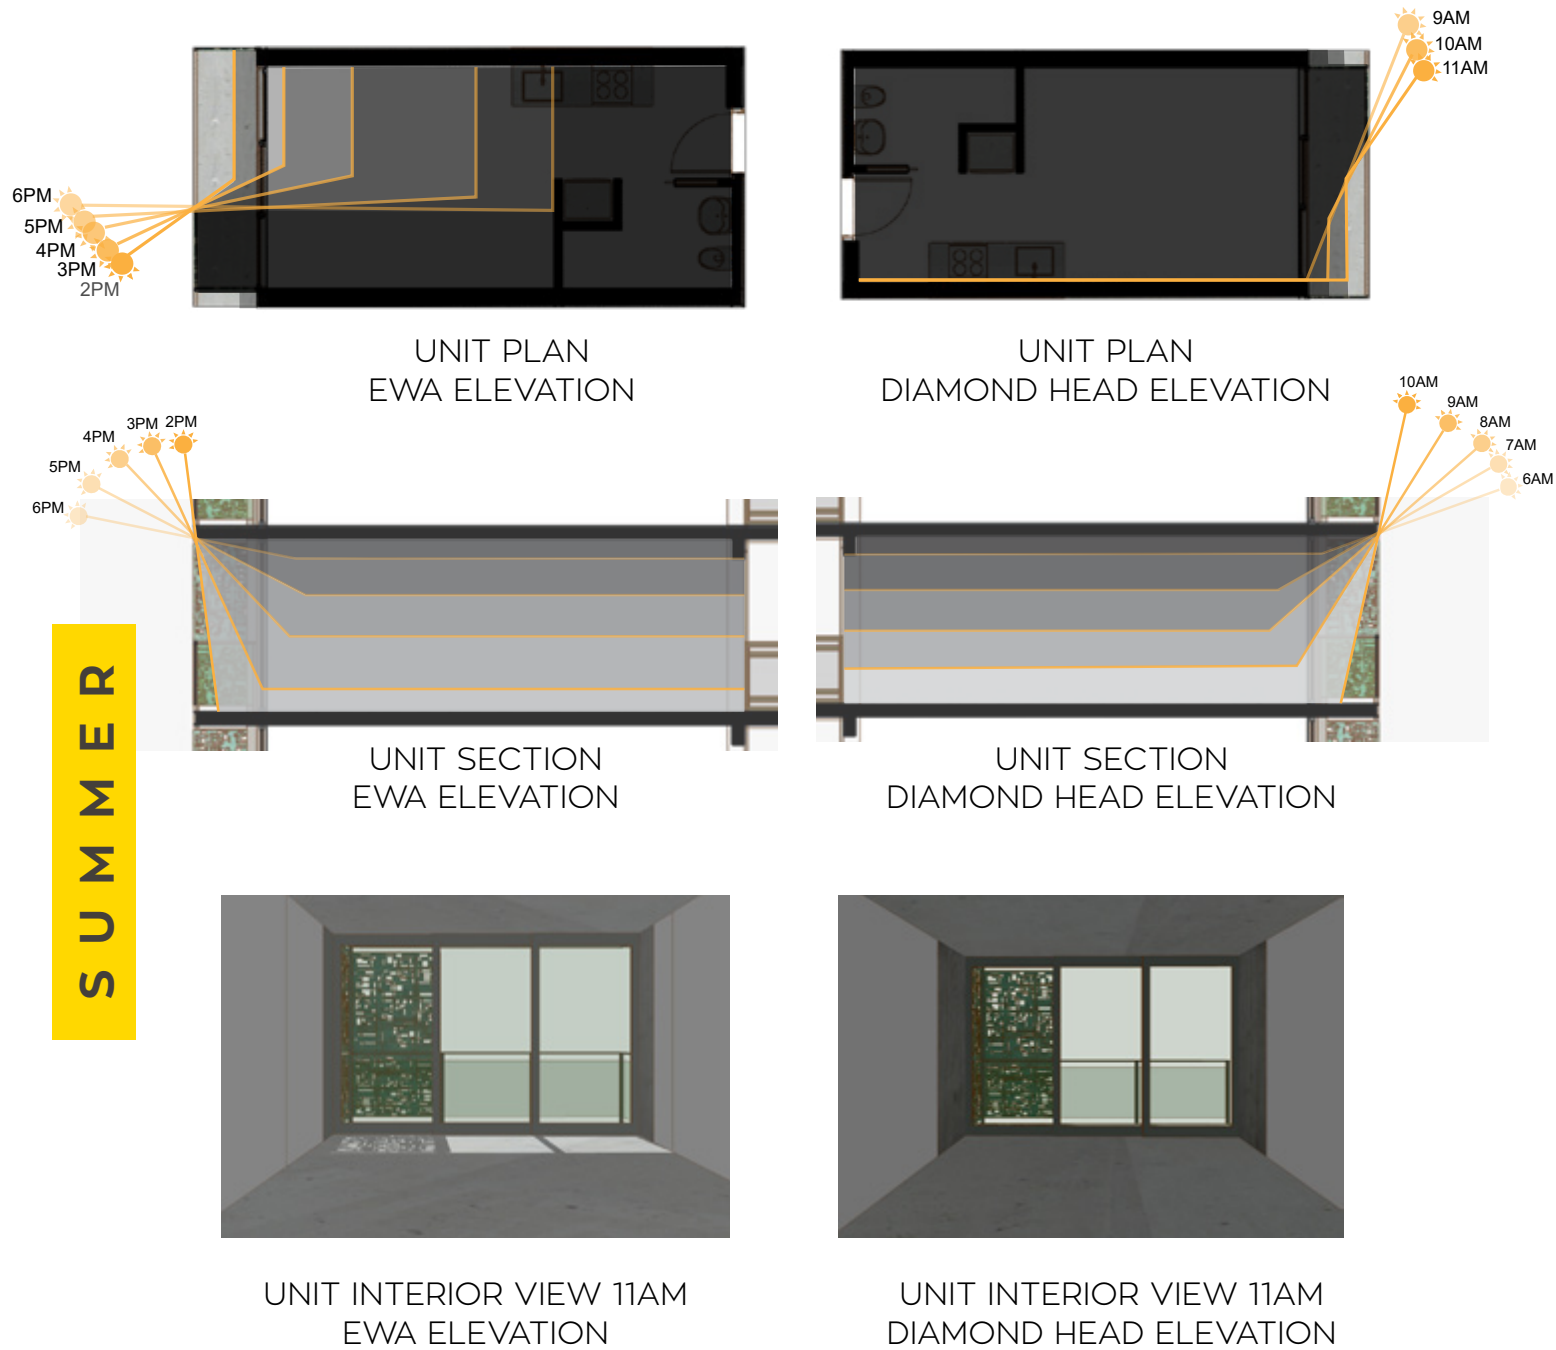 9AM
10AM
11AM
6PM
5PM
4PM
3PM
2PM
UNIT PLAN
EWA ELEVATION
UNIT PLAN
DIAMOND HEAD ELEVATION
2PM
3PM
4PM
5PM
6PM
10AM
9AM
8AM
7AM
6AM
SUMMER
UNIT SECTION
EWA ELEVATION
UNIT SECTION
DIAMOND HEAD ELEVATION
UNIT INTERIOR VIEW 11AM
EWA ELEVATION
UNIT INTERIOR VIEW 11AM
DIAMOND HEAD ELEVATION